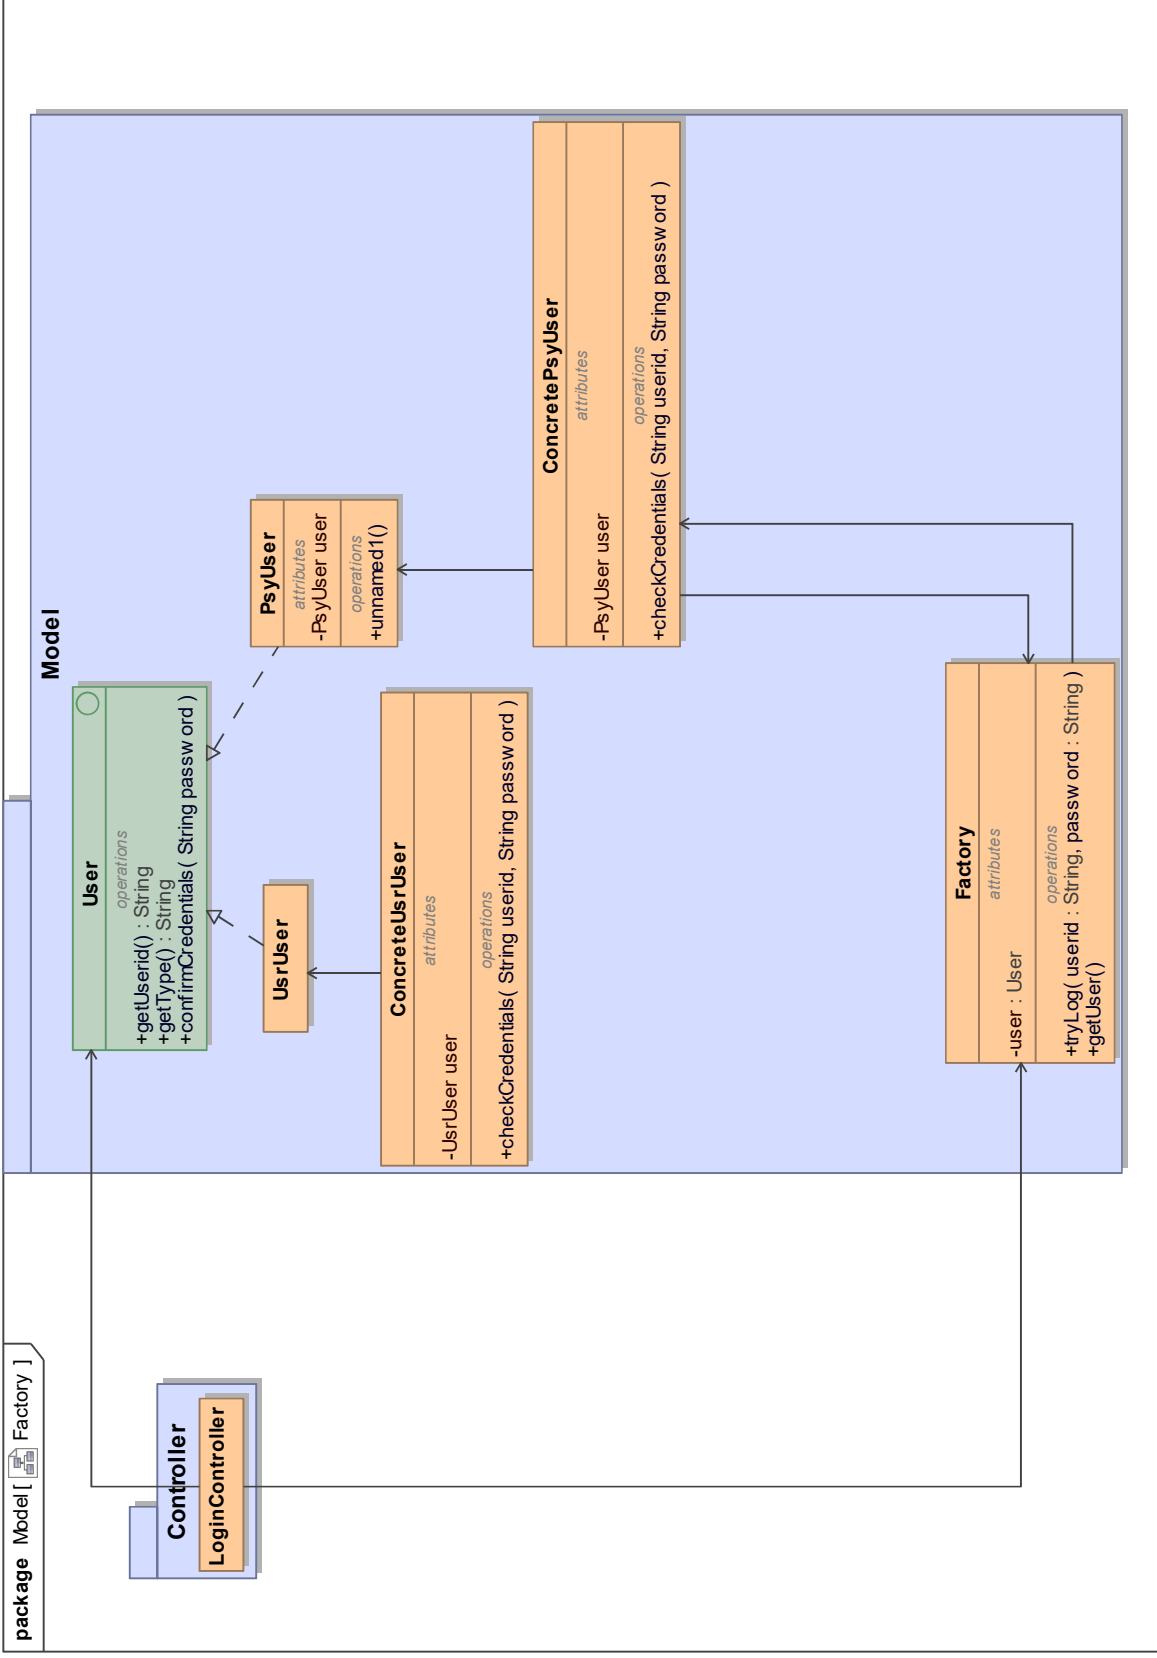 package Model [ Factory ]
Controller
LoginController
Model
User
operations
+getUserid() : String
+getType() : String
+confirmCredentials( String password )
UsrUser
PsyUser
attributes
-PsyUser user
operations
+unnamed1()
ConcreteUsrUser
attributes
-UsrUser user
operations
+checkCredentials( String userid, String password )
ConcretePsyUser
attributes
-PsyUser user
operations
+checkCredentials( String userid, String password )
Factory
attributes
-user : User
operations
+tryLog( userid : String, password : String )
+getUser()